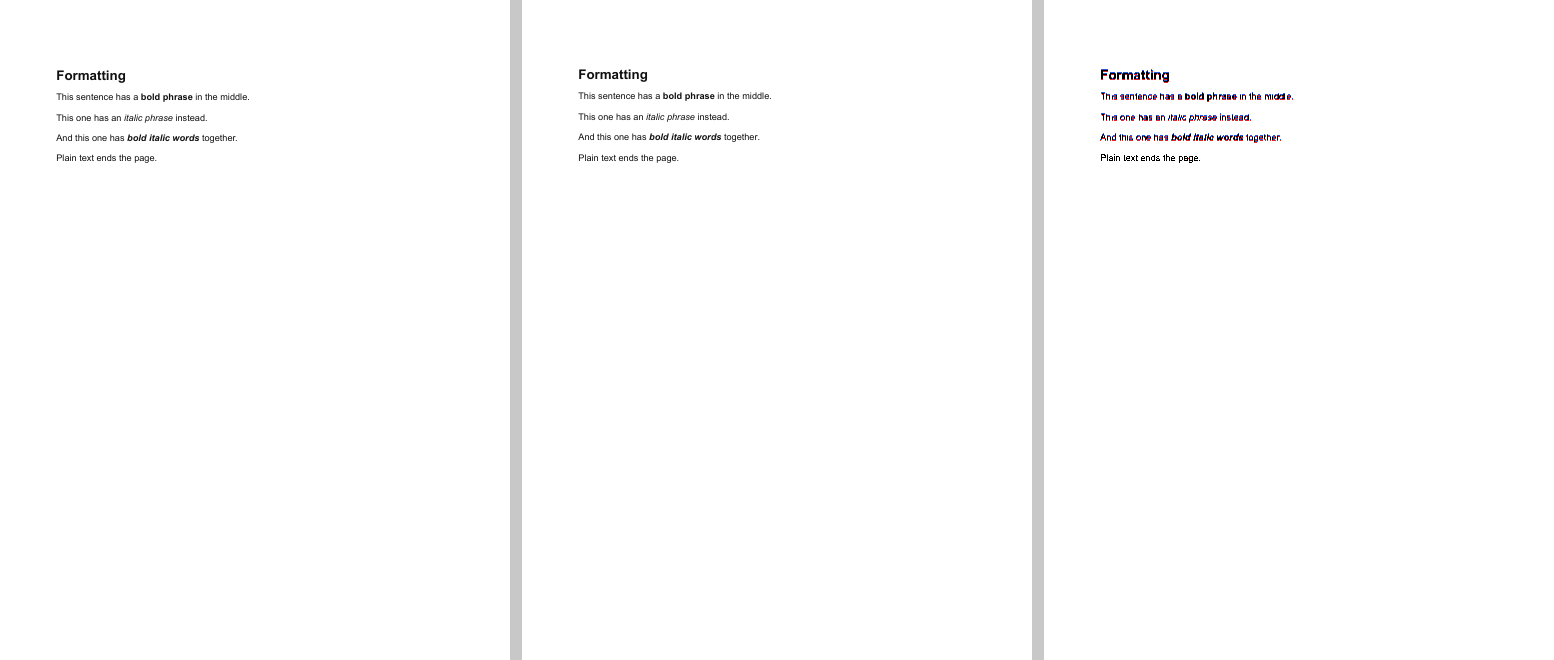 Formatting
This sentence has a bold phrase in the middle.
This one has an italic phrase instead.
And this one has bold italic words together.
Plain text ends the page.
Formatting
This sentence has a bold phrase in the middle.
This one has an italic phrase instead.
And this one has bold italic words together.
Plain text ends the page.
Formatting
This sentence has a bold phrase in the middle.
This one has an italic phrase instead.
And this one has bold italic words together.
Plain text ends the page.